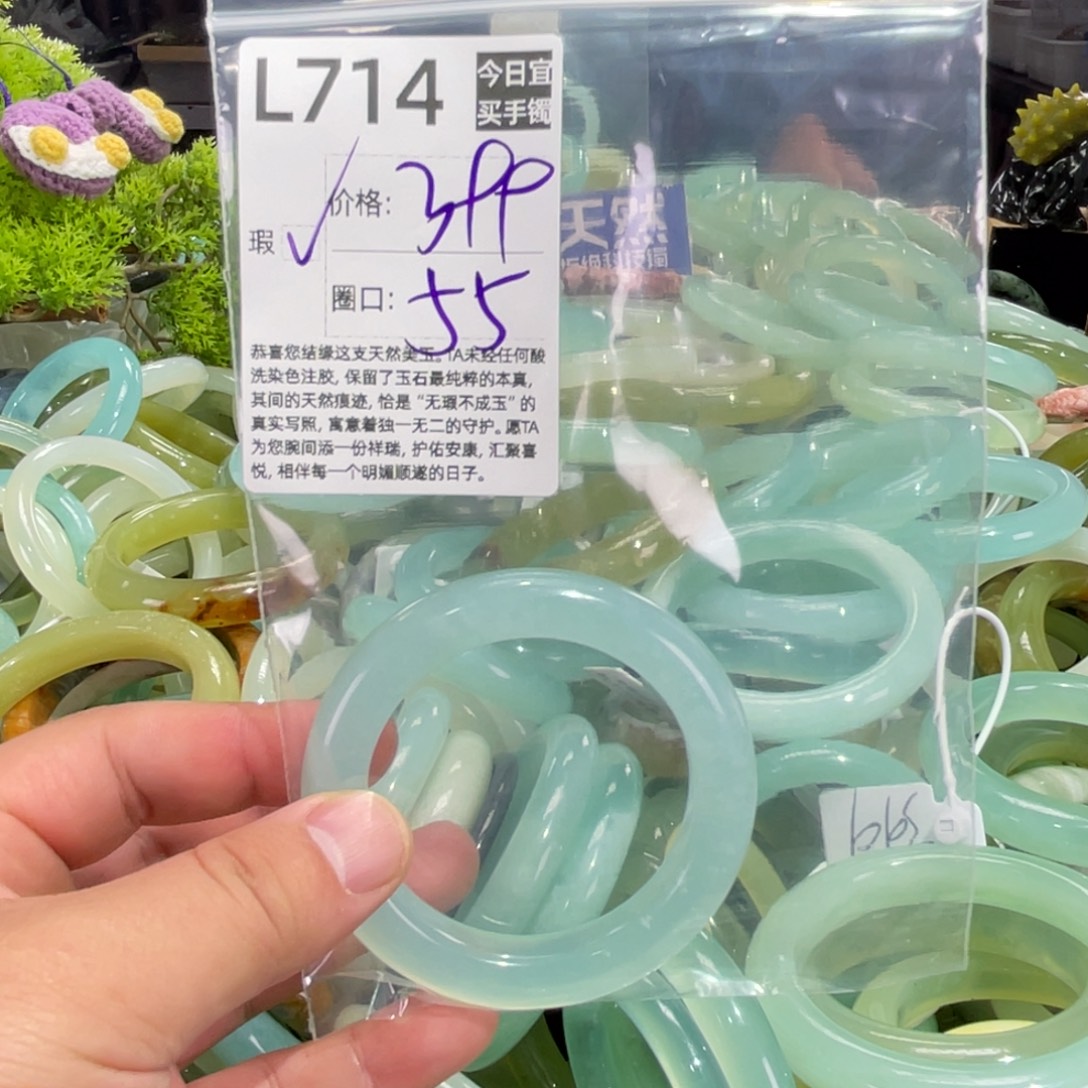 L714
今日宜
买手镯
价格: 399
瑕 ✓
圈口: 55
恭喜您结缘这支天然美玉。TA未经任何酸
洗染色注胶, 保留了玉石最纯粹的本真,
其间的天然痕迹, 恰是“无瑕不成玉”的
真实写照, 寓意着独一无二的守护。愿TA
为您腕间添一份祥瑞, 护佑安康, 汇聚喜
悦, 相伴每一个明媚顺遂的日子。
天然